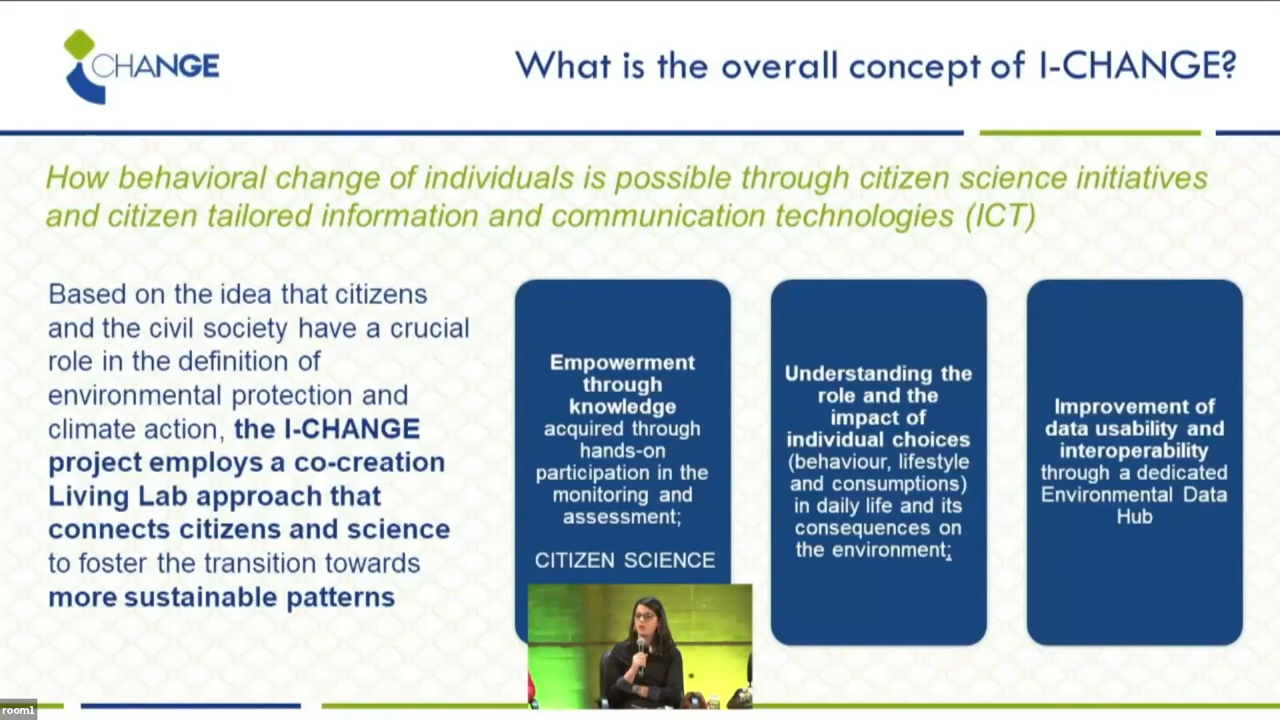 CHANGE
What is the overall concept of I-CHANGE?
How behavioral change of individuals is possible through citizen science initiatives
and citizen tailored information and communication technologies (ICT)
Based on the idea that citizens
and the civil society have a crucial
role in the definition of
environmental protection and
climate action, the I-CHANGE
project employs a co-creation
Living Lab approach that
connects citizens and science
to foster the transition towards
more sustainable patterns
Empowerment
through
knowledge
acquired through
hands-on
participation in the
monitoring and
assessment;
CITIZEN SCIENCE
Understanding the
role and the
impact of
individual choices
(behaviour, lifestyle
and consumptions)
in daily life and its
consequences on
the environment;
Improvement of
data usability and
interoperability
through a dedicated
Environmental Data
Hub
room1